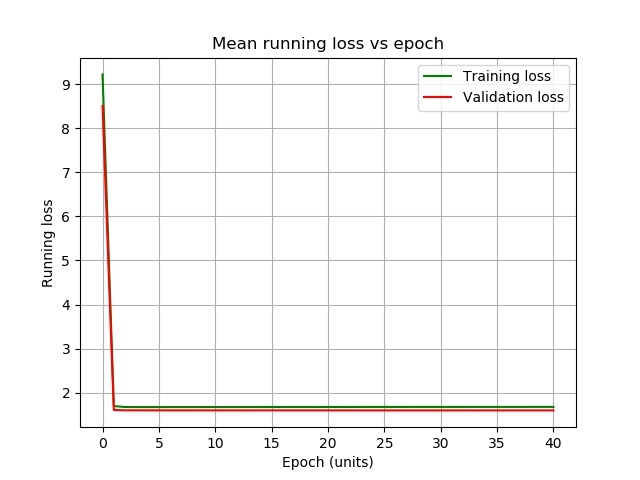 Mean running loss vs epoch
Training loss
Validation loss
9
8
7
6
5
4
3
2
Running loss
0 5 10 15 20 25 30 35 40
Epoch (units)